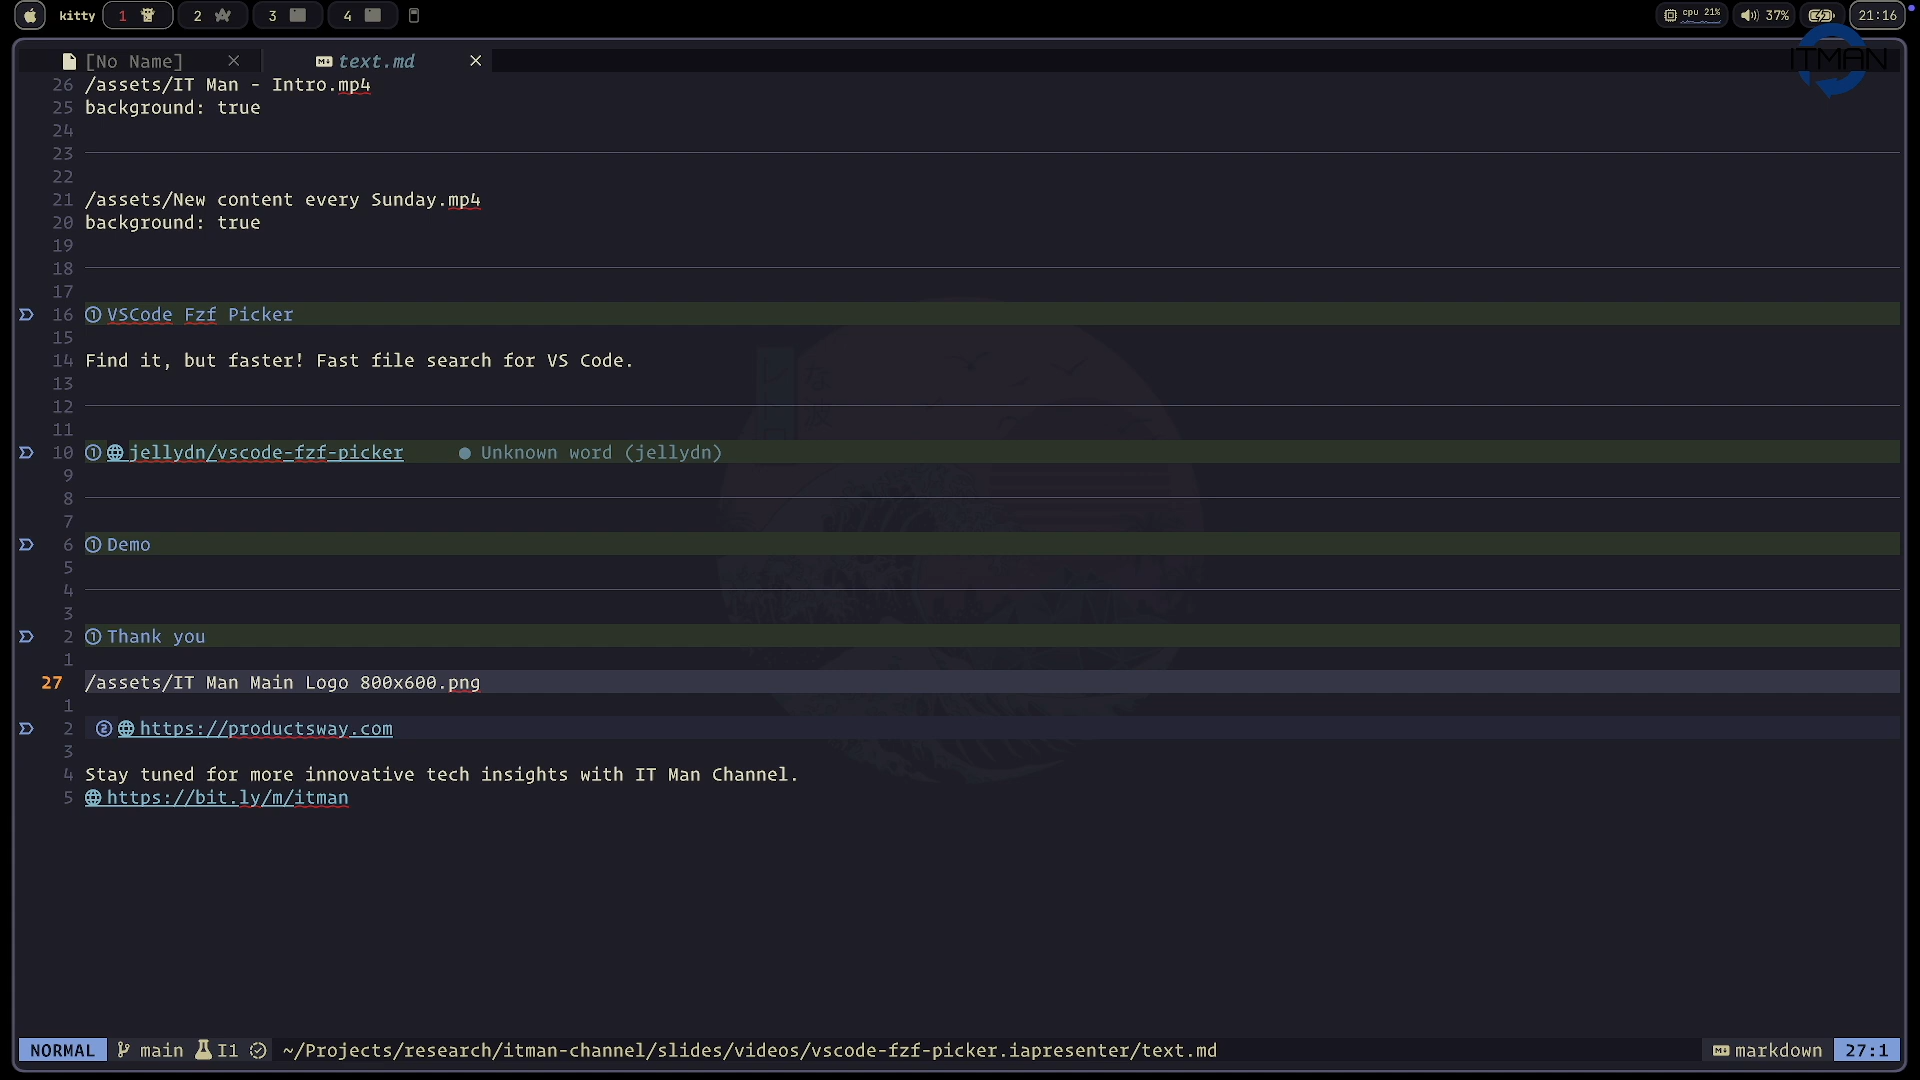 kitty 1 2 3 4 cpu 21% 37% 21:16
ITMAN
[No Name] text.md
26 /assets/IT Man - Intro.mp4
25 background: true
24
23
22
21 /assets/New content every Sunday.mp4
20 background: true
19
18
17
16 ① VSCode Fzf Picker
15
14 Find it, but faster! Fast file search for VS Code.
13
12
11
10 ① jellydn/vscode-fzf-picker ● Unknown word (jellydn)
9
8
7
6 ① Demo
5
4
3
2 ① Thank you
1
27 /assets/IT Man Main Logo 800x600.png
1
2 ② https://productsway.com
3
4 Stay tuned for more innovative tech insights with IT Man Channel.
5 https://bit.ly/m/itman
NORMAL main I1 ~/Projects/research/itman-channel/slides/videos/vscode-fzf-picker.iapresenter/text.md markdown 27:1